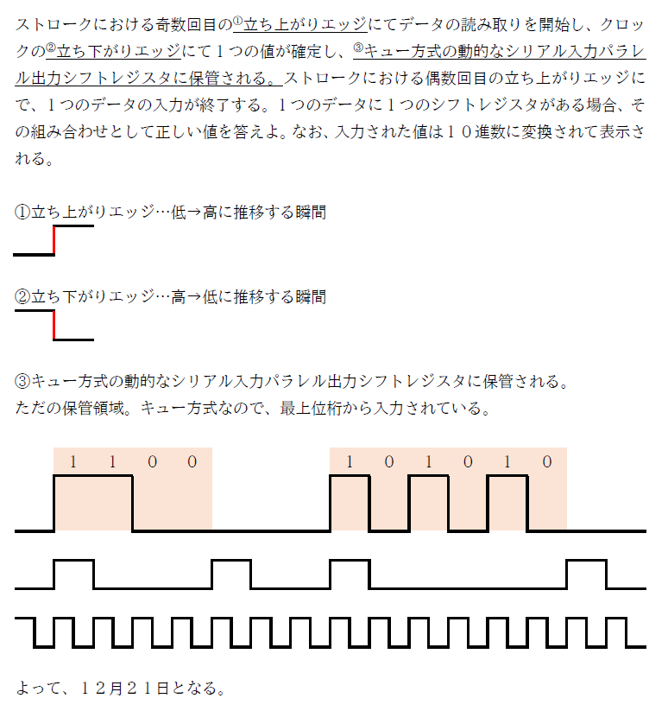 ストロークにおける奇数回目の①立ち上がりエッジにてデータの読み取りを開始し、クロッ
クの②立ち下がりエッジにて１つの値が確定し、③キュー方式の動的なシリアル入力パラレ
ル出力シフトレジスタに保管される。ストロークにおける偶数回目の立ち上がりエッジに
て、１つのデータの入力が終了する。１つのデータに１つのシフトレジスタがある場合、そ
の組み合わせとして正しい値を答えよ。なお、入力された値は１０進数に変換されて表示さ
れる。
①立ち上がりエッジ…低→高に推移する瞬間
②立ち下がりエッジ…高→低に推移する瞬間
③キュー方式の動的なシリアル入力パラレル出力シフトレジスタに保管される。
ただの保管領域。キュー方式なので、最上位桁から入力されている。
１ １ ０ ０ １ ０ １ ０ １ ０
よって、１２月２１日となる。